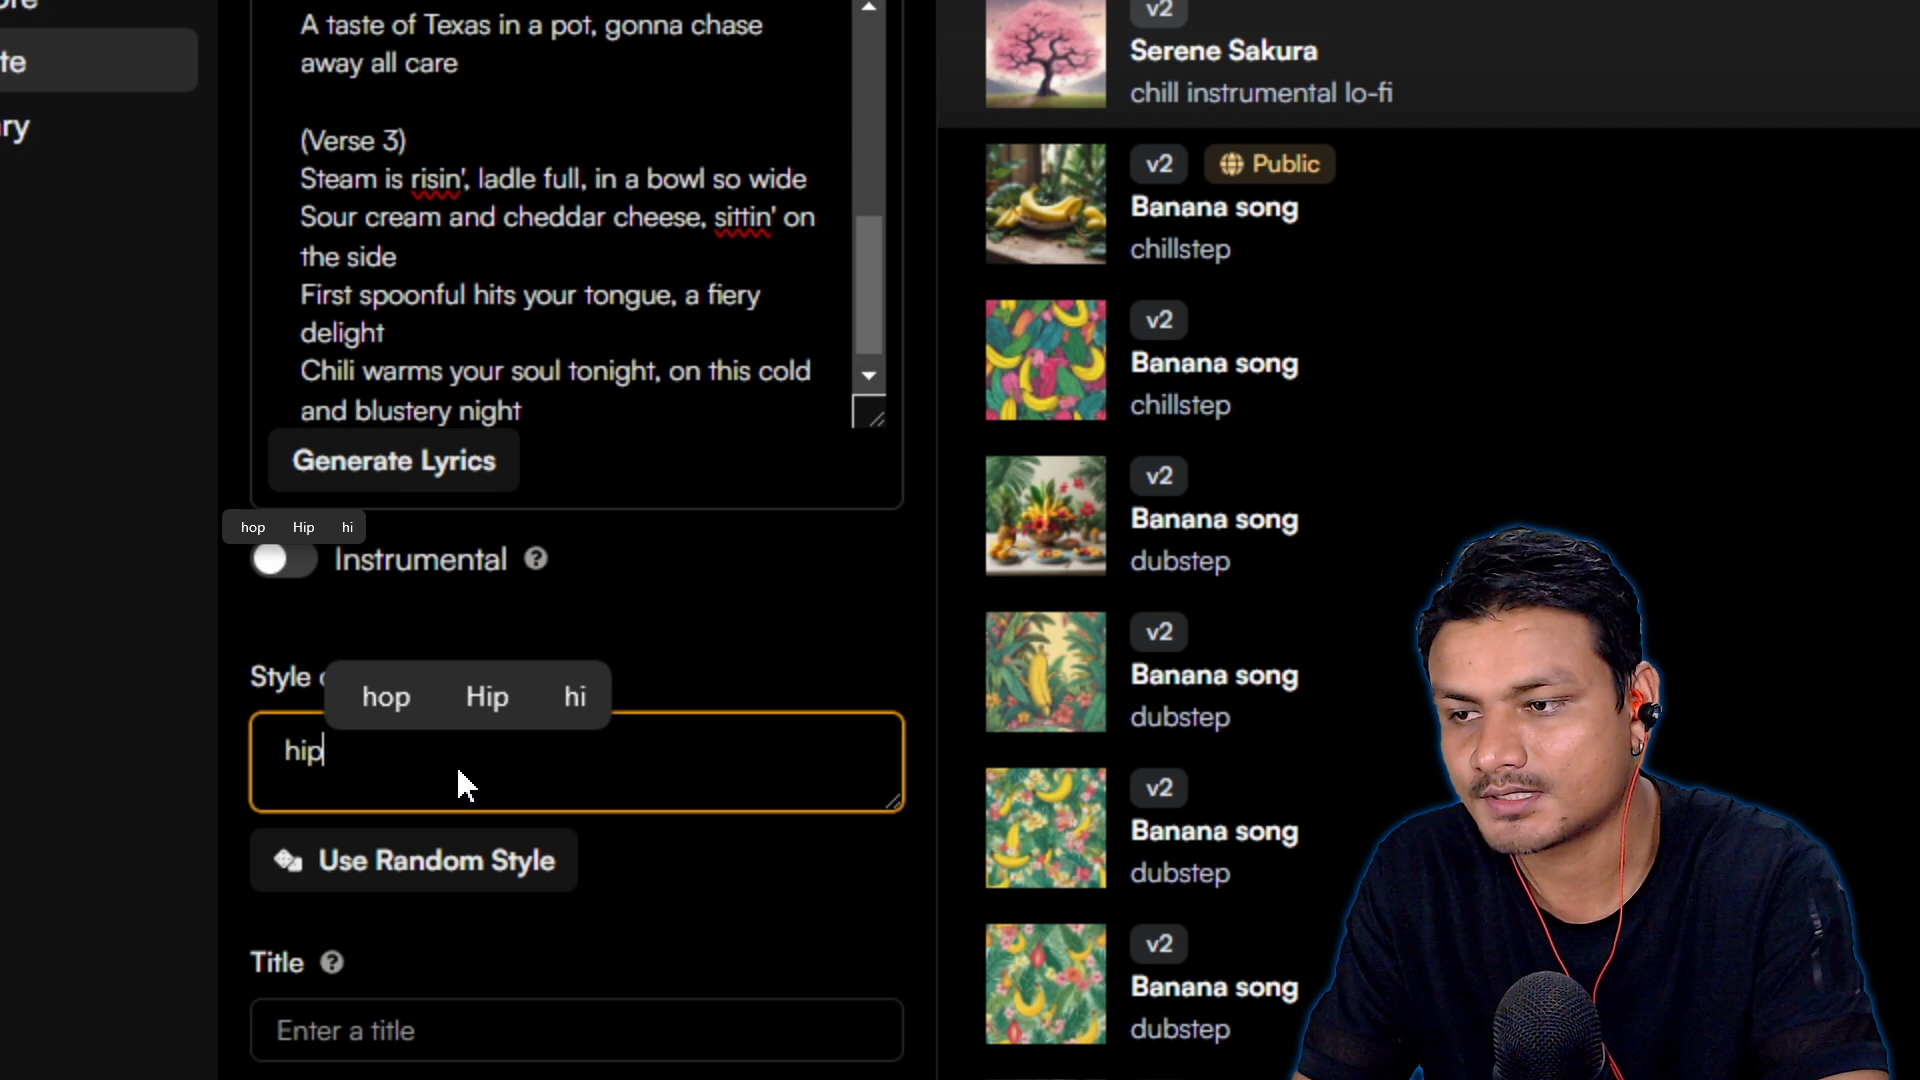 te
ry
A taste of Texas in a pot, gonna chase
away all care
(Verse 3)
Steam is risin', ladle full, in a bowl so wide
Sour cream and cheddar cheese, sittin' on
the side
First spoonful hits your tongue, a fiery
delight
Chili warms your soul tonight, on this cold
and blustery night
Generate Lyrics
hop Hip hi
Instrumental
Style
hop Hip hi
hip
Use Random Style
Title
Enter a title
v2
Serene Sakura
chill instrumental lo-fi
v2 Public
Banana song
chillstep
v2
Banana song
chillstep
v2
Banana song
dubstep
v2
Banana song
dubstep
v2
Banana song
dubstep
v2
Banana song
dubstep